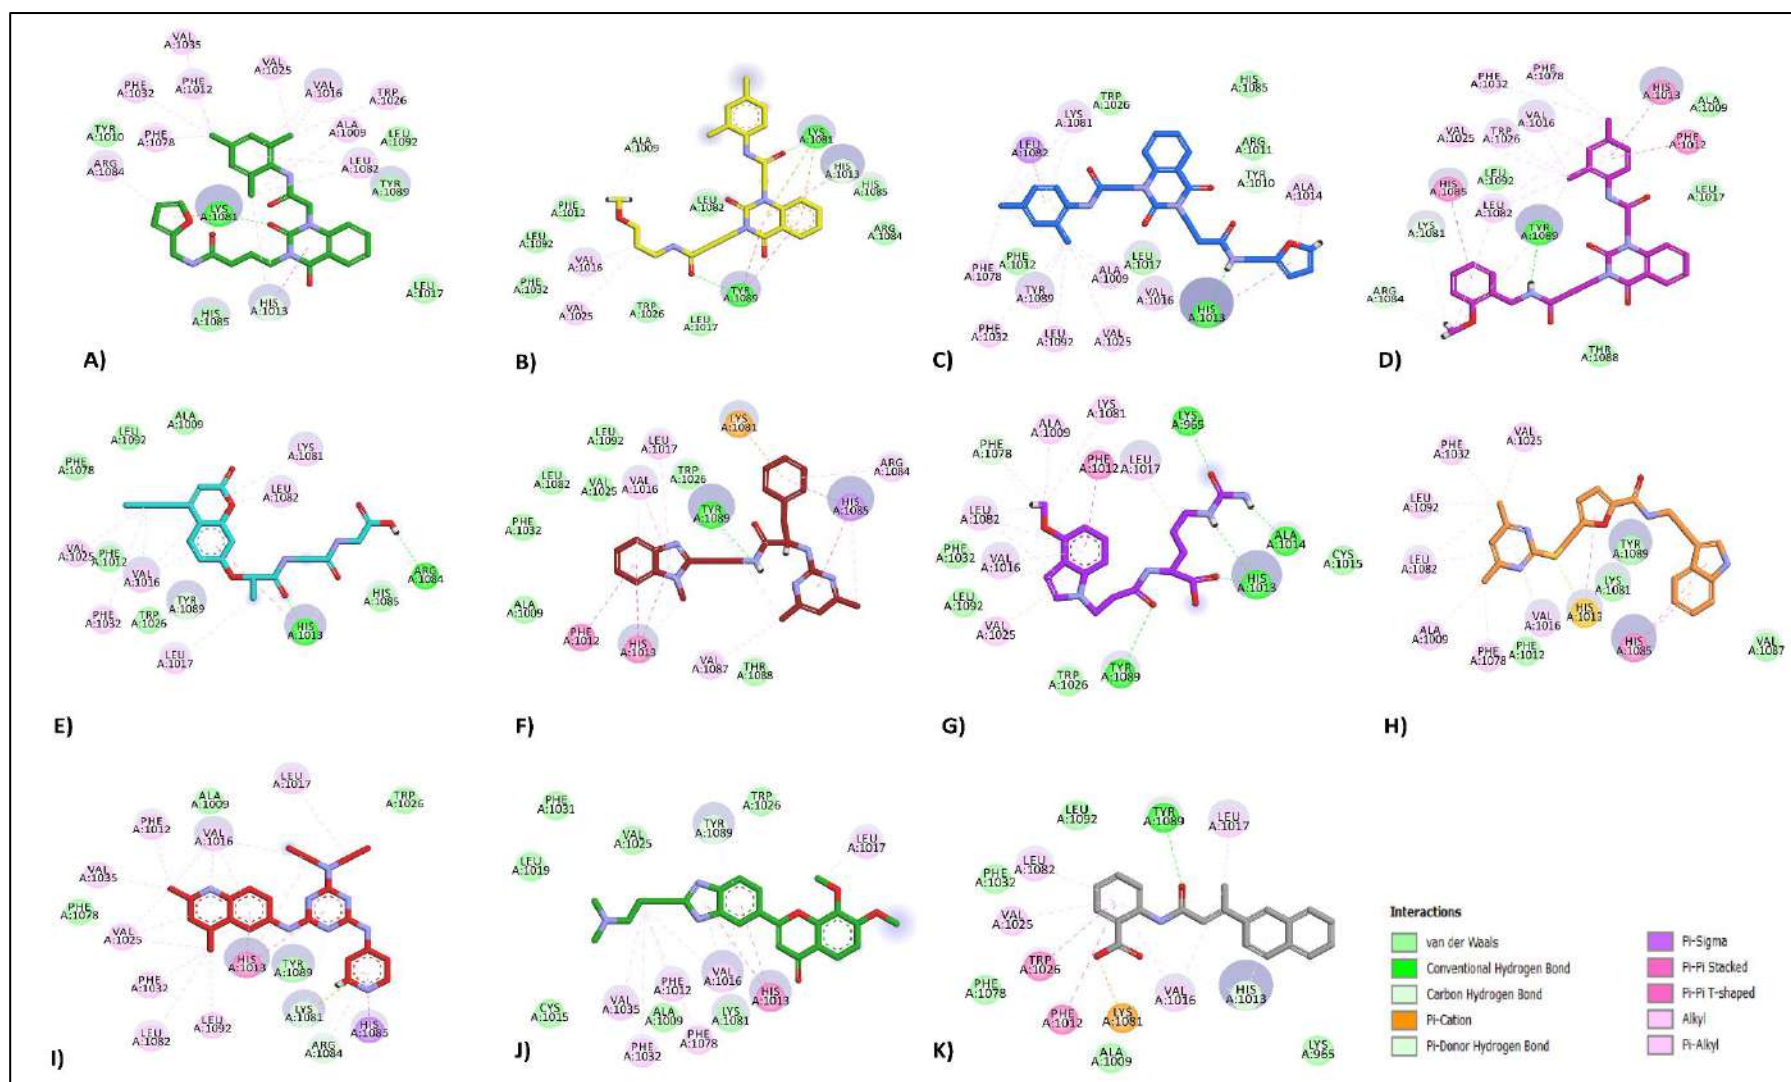 VAL
A:1035
PHE
A:1032
PHE
A:1012
VAL
A:1025
VAL
A:1016
TRP
A:1026
TYR
A:1010
PHE
A:1078
ALA
A:1009
LEU
A:1092
ARG
A:1084
LEU
A:1082
TYR
A:1089
LYS
A:1081
LEU
A:1017
HIS
A:1085
HIS
A:1013
A)
ALA
A:1009
LYS
A:1081
HIS
A:1013
HIS
A:1085
PHE
A:1012
LEU
A:1082
ARG
A:1084
LEU
A:1092
VAL
A:1016
PHE
A:1032
TYR
A:1089
VAL
A:1025
TRP
A:1026
LEU
A:1017
B)
HIS
A:1085
TRP
A:1026
LYS
A:1081
LEU
A:1082
ARG
A:1011
TYR
A:1010
ALA
A:1014
PHE
A:1078
PHE
A:1012
TYR
A:1089
ALA
A:1009
LEU
A:1017
VAL
A:1016
HIS
A:1013
PHE
A:1032
LEU
A:1092
VAL
A:1025
C)
PHE
A:1032
PHE
A:1078
HIS
A:1013
ALA
A:1009
VAL
A:1025
TRP
A:1026
VAL
A:1016
PHE
A:1012
HIS
A:1085
LEU
A:1092
LEU
A:1017
LEU
A:1082
LYS
A:1081
TYR
A:1089
ARG
A:1084
THR
A:1088
D)
ALA
A:1009
LEU
A:1092
PHE
A:1078
LYS
A:1081
LEU
A:1082
VAL
A:1025
PHE
A:1012
VAL
A:1016
ARG
A:1084
TYR
A:1089
HIS
A:1085
PHE
A:1032
TRP
A:1026
HIS
A:1013
LEU
A:1017
E)
LYS
A:1081
LEU
A:1092
LEU
A:1017
ARG
A:1084
LEU
A:1082
VAL
A:1025
VAL
A:1016
TRP
A:1026
HIS
A:1085
TYR
A:1089
PHE
A:1032
ALA
A:1009
PHE
A:1012
HIS
A:1013
VAL
A:1087
THR
A:1088
F)
LYS
A:1081
LYS
A:965
ALA
A:1009
PHE
A:1078
PHE
A:1012
LEU
A:1017
LEU
A:1082
ALA
A:1014
PHE
A:1032
VAL
A:1016
CYS
A:1015
HIS
A:1013
LEU
A:1092
VAL
A:1025
TRP
A:1026
TYR
A:1089
G)
VAL
A:1025
PHE
A:1032
LEU
A:1092
TYR
A:1089
LEU
A:1082
LYS
A:1081
HIS
A:1013
VAL
A:1016
ALA
A:1009
PHE
A:1078
PHE
A:1012
HIS
A:1085
VAL
A:1087
H)
LEU
A:1017
ALA
A:1009
TRP
A:1026
PHE
A:1012
VAL
A:1016
VAL
A:1035
PHE
A:1078
VAL
A:1025
HIS
A:1013
TYR
A:1089
PHE
A:1032
LYS
A:1081
HIS
A:1085
LEU
A:1082
LEU
A:1092
ARG
A:1084
I)
PHE
A:1031
TRP
A:1026
TYR
A:1089
VAL
A:1025
LEU
A:1017
LEU
A:1019
VAL
A:1016
PHE
A:1012
HIS
A:1013
CYS
A:1015
VAL
A:1035
ALA
A:1009
LYS
A:1081
PHE
A:1078
PHE
A:1032
J)
LEU
A:1092
TYR
A:1089
LEU
A:1017
LEU
A:1082
PHE
A:1032
VAL
A:1025
TRP
A:1026
PHE
A:1078
VAL
A:1016
HIS
A:1013
PHE
A:1012
LYS
A:1081
ALA
A:1009
LYS
A:965
K)
Interactions
van der Waals
Conventional Hydrogen Bond
Carbon Hydrogen Bond
Pi-Cation
Pi-Donor Hydrogen Bond
Pi-Sigma
Pi-Pi Stacked
Pi-Pi T-shaped
Alkyl
Pi-Alkyl